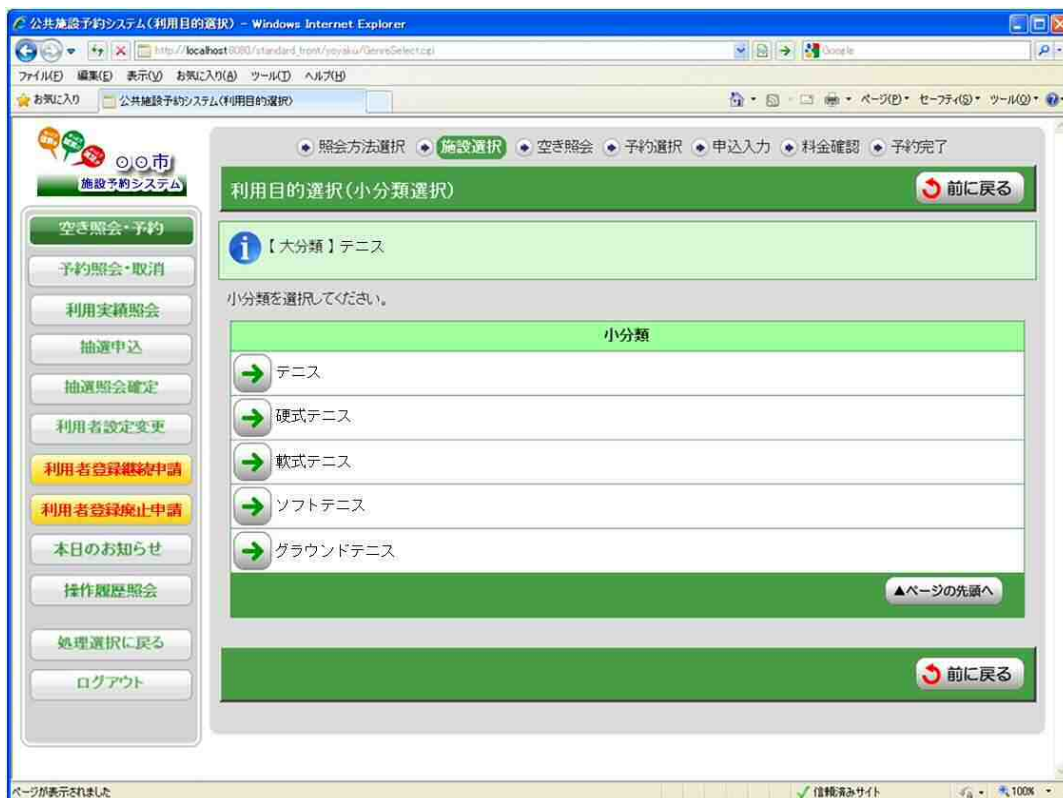 公共施設予約システム(利用目的選択) - Windows Internet Explorer
http://localhost:8080/standard_front/yoyaku/GenreSelect.cgi
Google
ファイル(F) 編集(E) 表示(V) お気に入り(A) ツール(T) ヘルプ(H)
お気に入り 公共施設予約システム(利用目的選択) ページ(P) セーフティ(S) ツール(O)
○○市
施設予約システム
照会方法選択 施設選択 空き照会 予約選択 申込入力 料金確認 予約完了
利用目的選択(小分類選択) 前に戻る
空き照会・予約
予約照会・取消
利用実績照会
抽選申込
抽選照会確定
利用者設定変更
利用者登録継続申請
利用者登録廃止申請
本日のお知らせ
操作履歴照会
処理選択に戻る
ログアウト
【 大分類 】 テニス
小分類を選択してください。
小分類
テニス
硬式テニス
軟式テニス
ソフトテニス
グラウンドテニス
▲ページの先頭へ
前に戻る
ページが表示されました 信頼済みサイト 100%